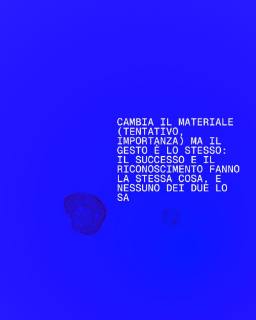 CAMBIA IL MATERIALE
(TENTATIVO,
IMPORTANZA) MA IL
GESTO È LO STESSO:
IL SUCCESSO E IL
RICONOSCIMENTO FANNO
LA STESSA COSA, E
NESSUNO DEI DUE LO
SA